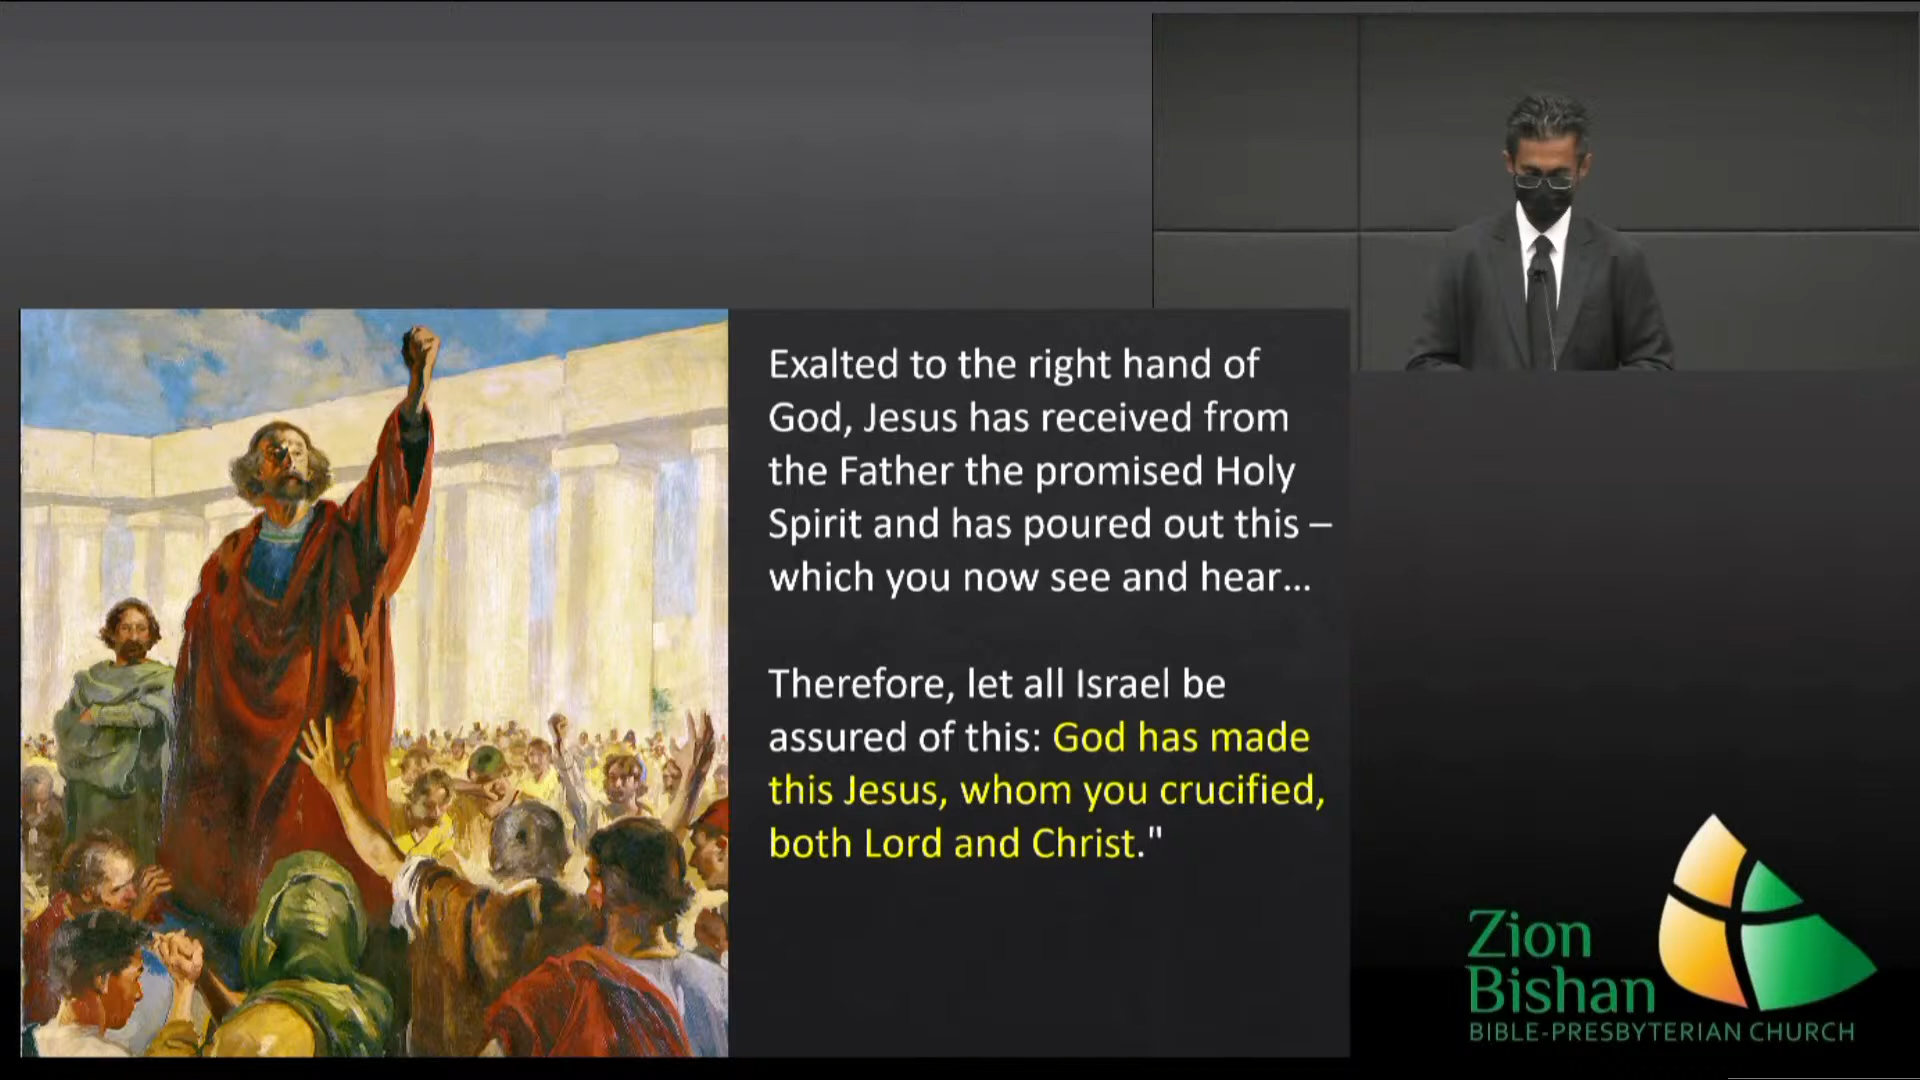 Exalted to the right hand of
God, Jesus has received from
the Father the promised Holy
Spirit and has poured out this –
which you now see and hear...
Therefore, let all Israel be
assured of this: God has made
this Jesus, whom you crucified,
both Lord and Christ."
Zion
Bishan
BIBLE-PRESBYTERIAN CHURCH